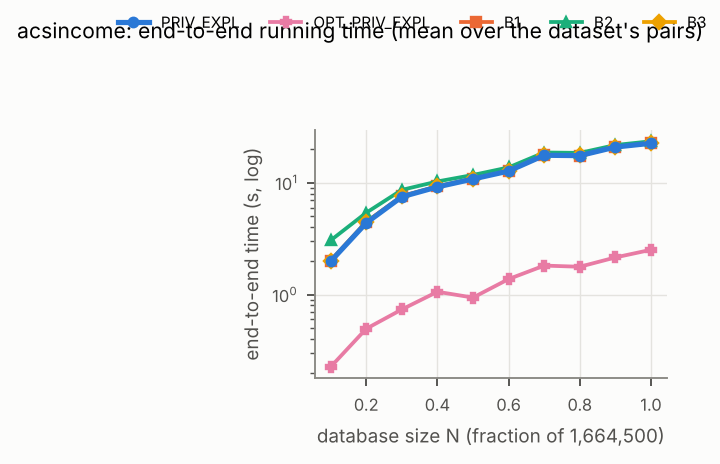 PRIV_EXPL OPT_PRIV_EXPL B1 B2 B3
acsincome: end-to-end running time (mean over the dataset's pairs)
end-to-end time (s, log)
10¹
10⁰
0.2 0.4 0.6 0.8 1.0
database size N (fraction of 1,664,500)